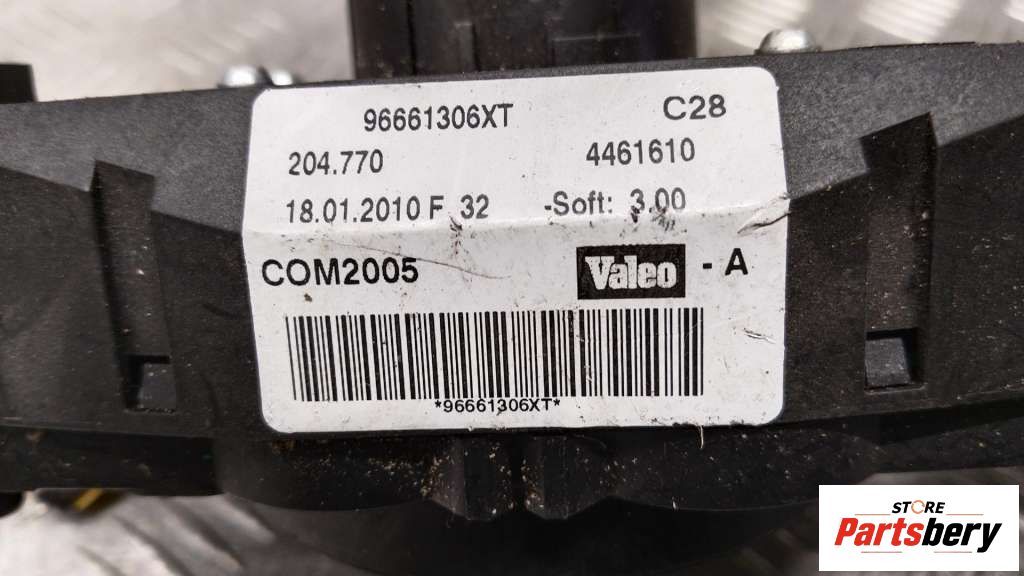 96661306XT C28
204.770 4461610
18.01.2010 F 32 -Soft: 3.00
COM2005 Valeo - A
*96661306XT*
STORE
Partsbery